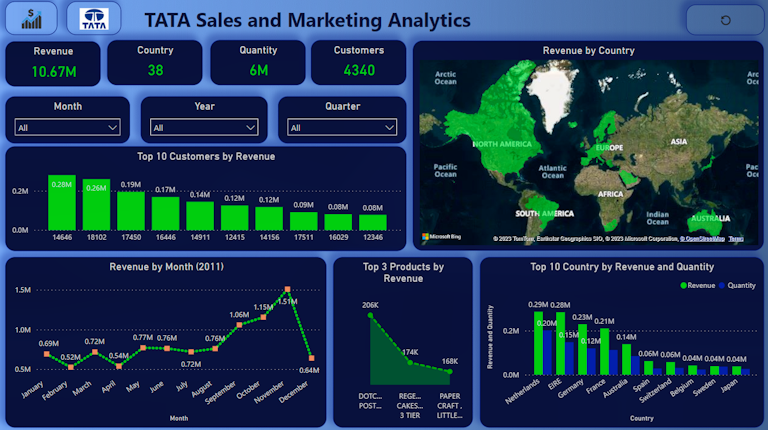 $
TATA
TATA Sales and Marketing Analytics
Revenue
10.67M
Country
38
Quantity
6M
Customers
4340
Month
All
Year
All
Quarter
All
Top 10 Customers by Revenue
0.2M
0.0M
0.28M 0.26M 0.19M 0.17M 0.14M 0.12M 0.12M 0.09M 0.08M 0.08M
14646 18102 17450 16446 14911 12415 14156 17511 16029 12346
Revenue by Country
Arctic
Ocean
Arctic
Ocean
NORTH AMERICA
EUROPE
ASIA
Pacific
Ocean
Atlantic
Ocean
Pacific
Ocean
AFRICA
SOUTH AMERICA
Indian
Ocean
AUSTRALIA
Microsoft Bing
© 2023 TomTom, Earthstar Geographics SIO, © 2023 Microsoft Corporation, © OpenStreetMap Terms
Revenue by Month (2011)
1.5M
1.0M
0.5M
0.69M 0.52M 0.72M 0.54M 0.77M 0.76M 0.72M 0.76M 1.06M 1.15M 1.51M 0.64M
January February March April May June July August September October November December
Month
Top 3 Products by
Revenue
206K
174K
168K
DOTC... REGE... PAPER
POST... CAKES... CRAFT ,
3 TIER LITTLE...
Top 10 Country by Revenue and Quantity
Revenue Quantity
Revenue and Quantity
0.2M
0.0M
0.29M 0.20M 0.28M 0.15M 0.23M 0.12M 0.21M 0.14M 0.06M 0.06M 0.04M 0.04M 0.04M
Netherlands EIRE Germany France Australia Spain Switzerland Belgium Sweden Japan
Country